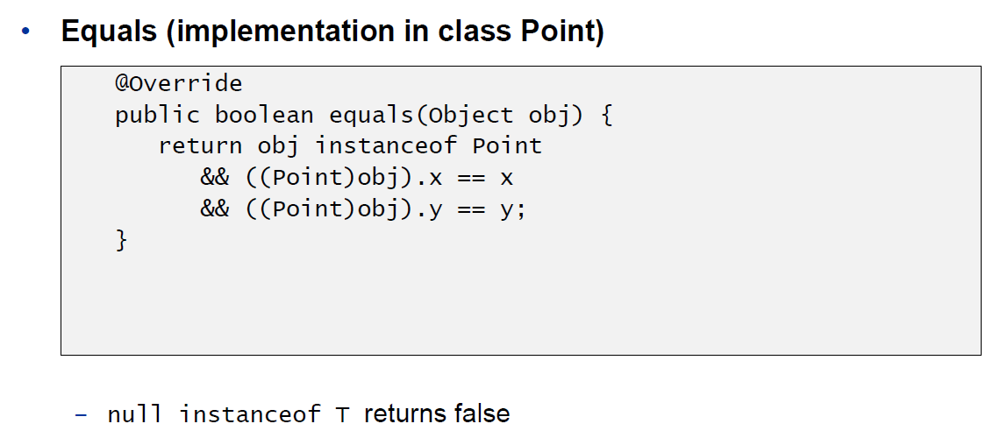 • Equals (implementation in class Point)
@Override
public boolean equals(Object obj) {
return obj instanceof Point
&& ((Point)obj).x == x
&& ((Point)obj).y == y;
}
– null instanceof T returns false